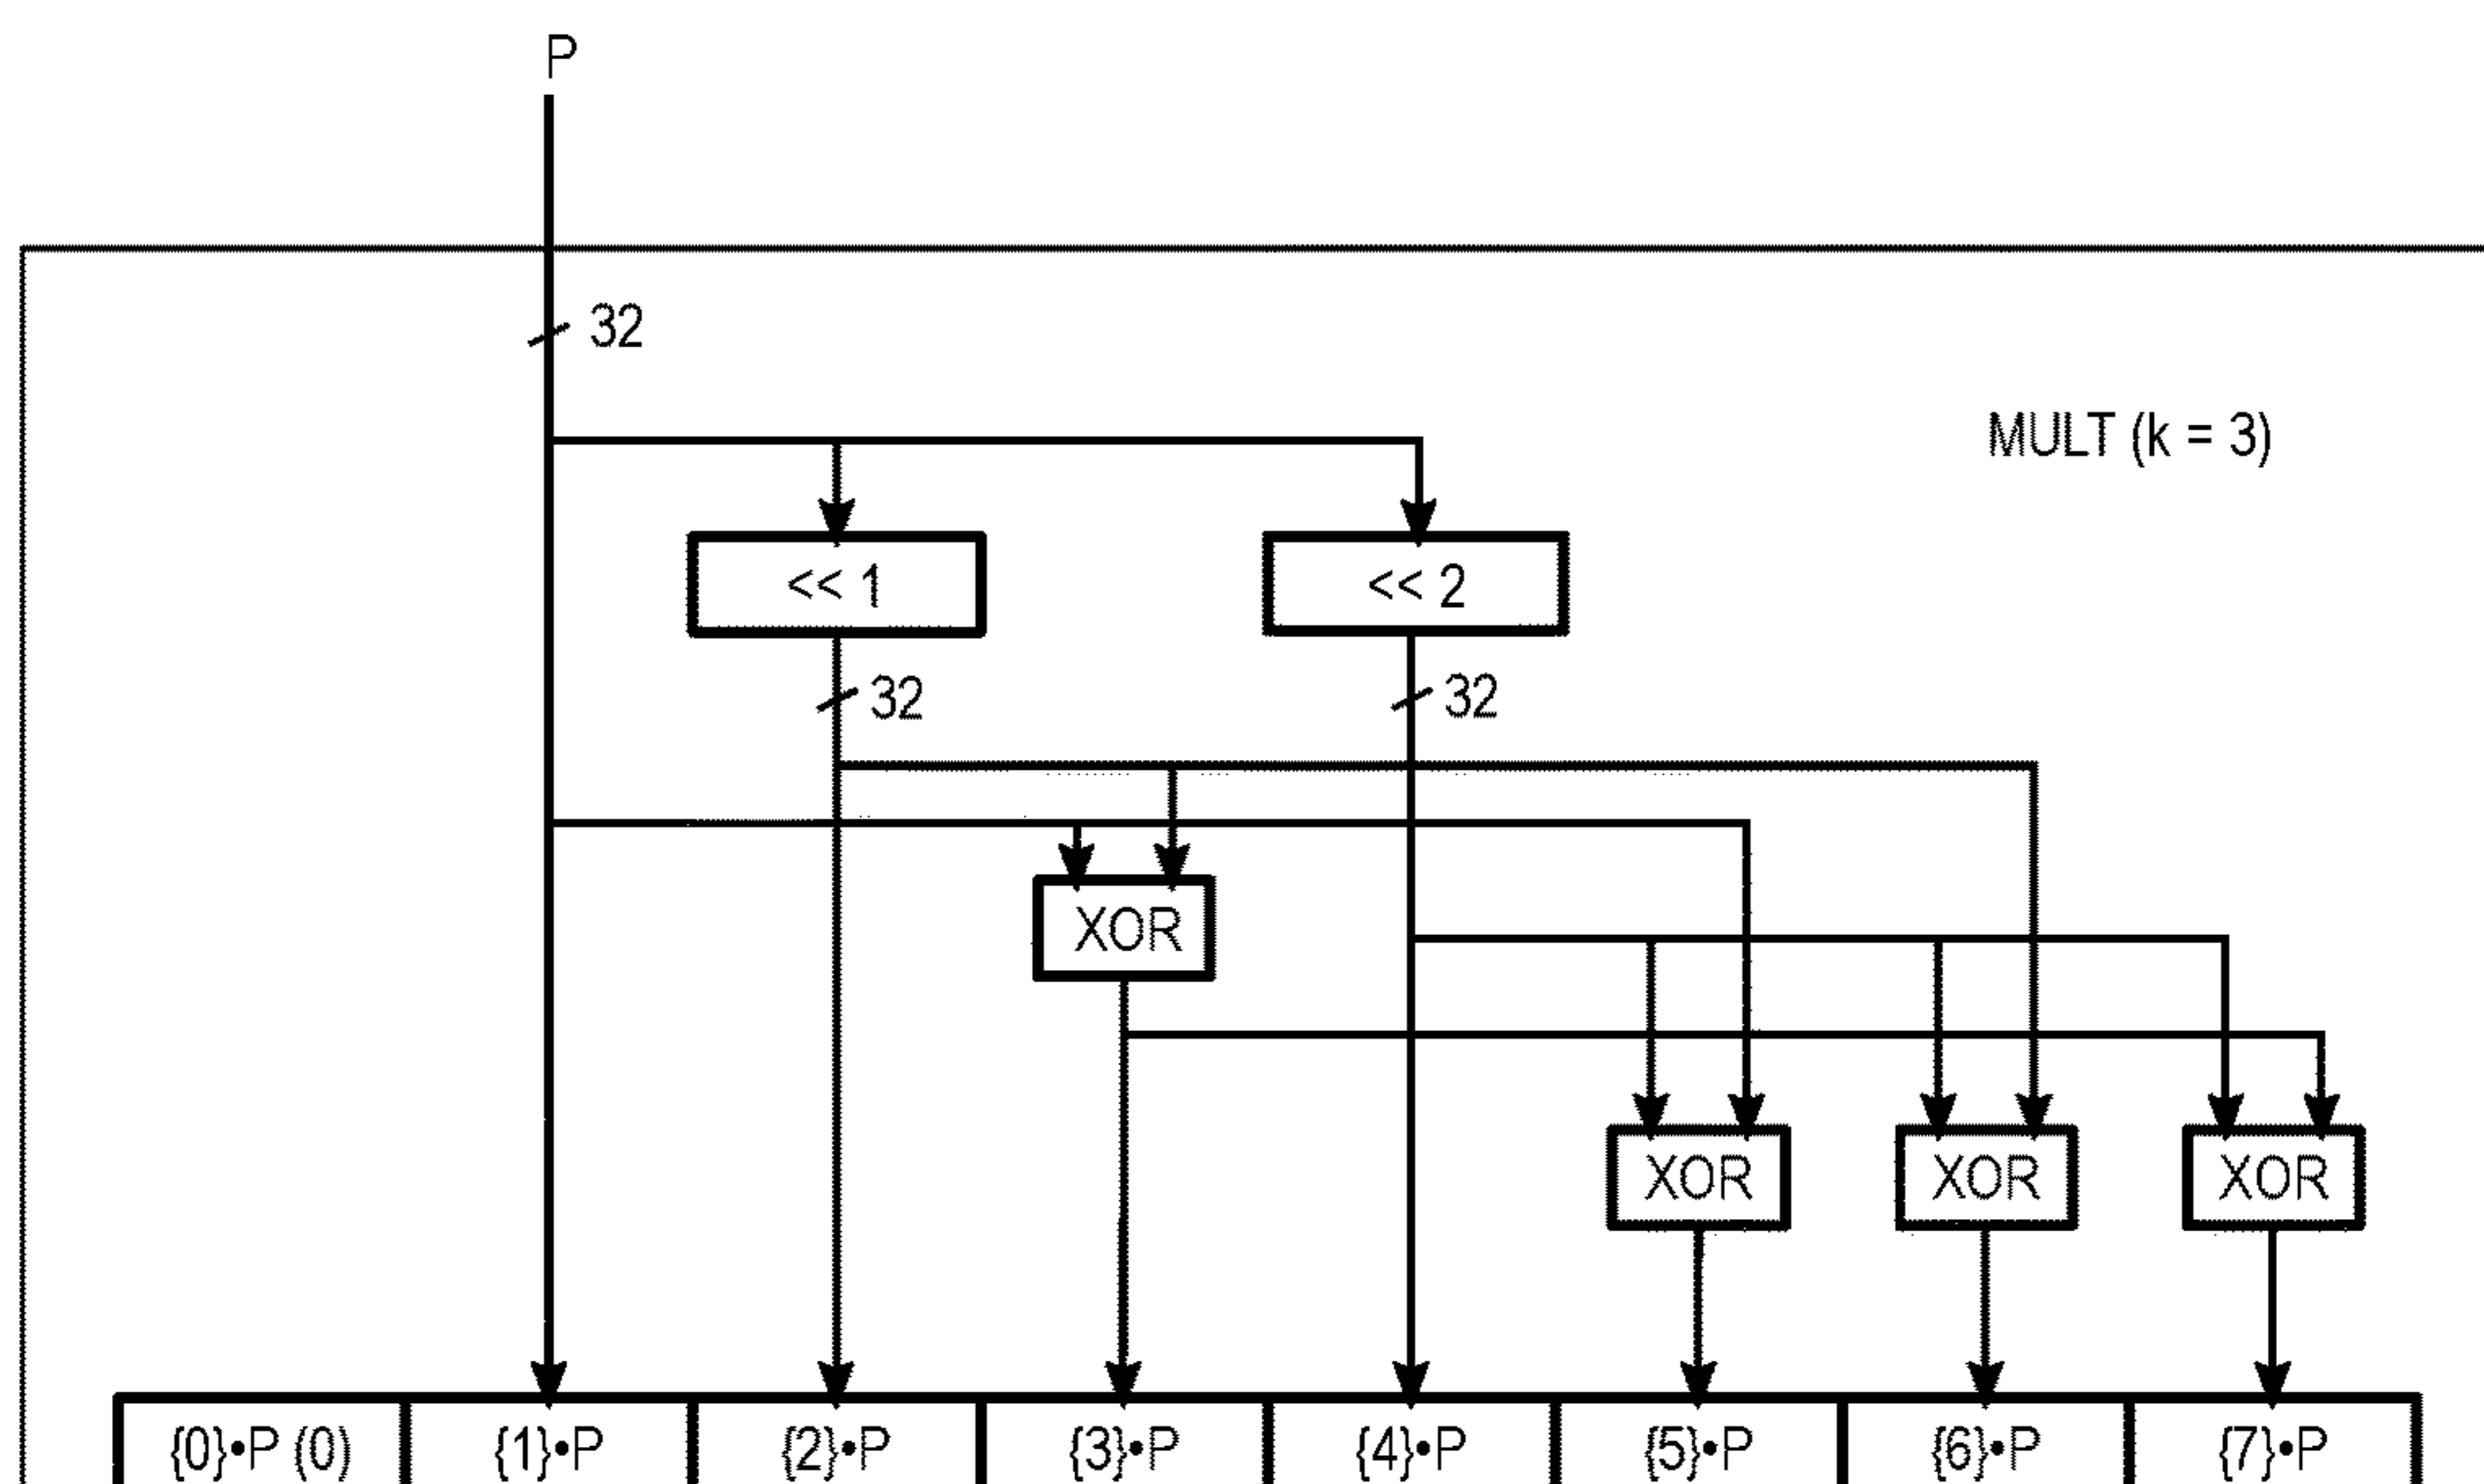 P
32
MULT (k = 3)
<< 1
<< 2
32
32
XOR
XOR
XOR
XOR
{0}•P (0)
{1}•P
{2}•P
{3}•P
{4}•P
{5}•P
{6}•P
{7}•P